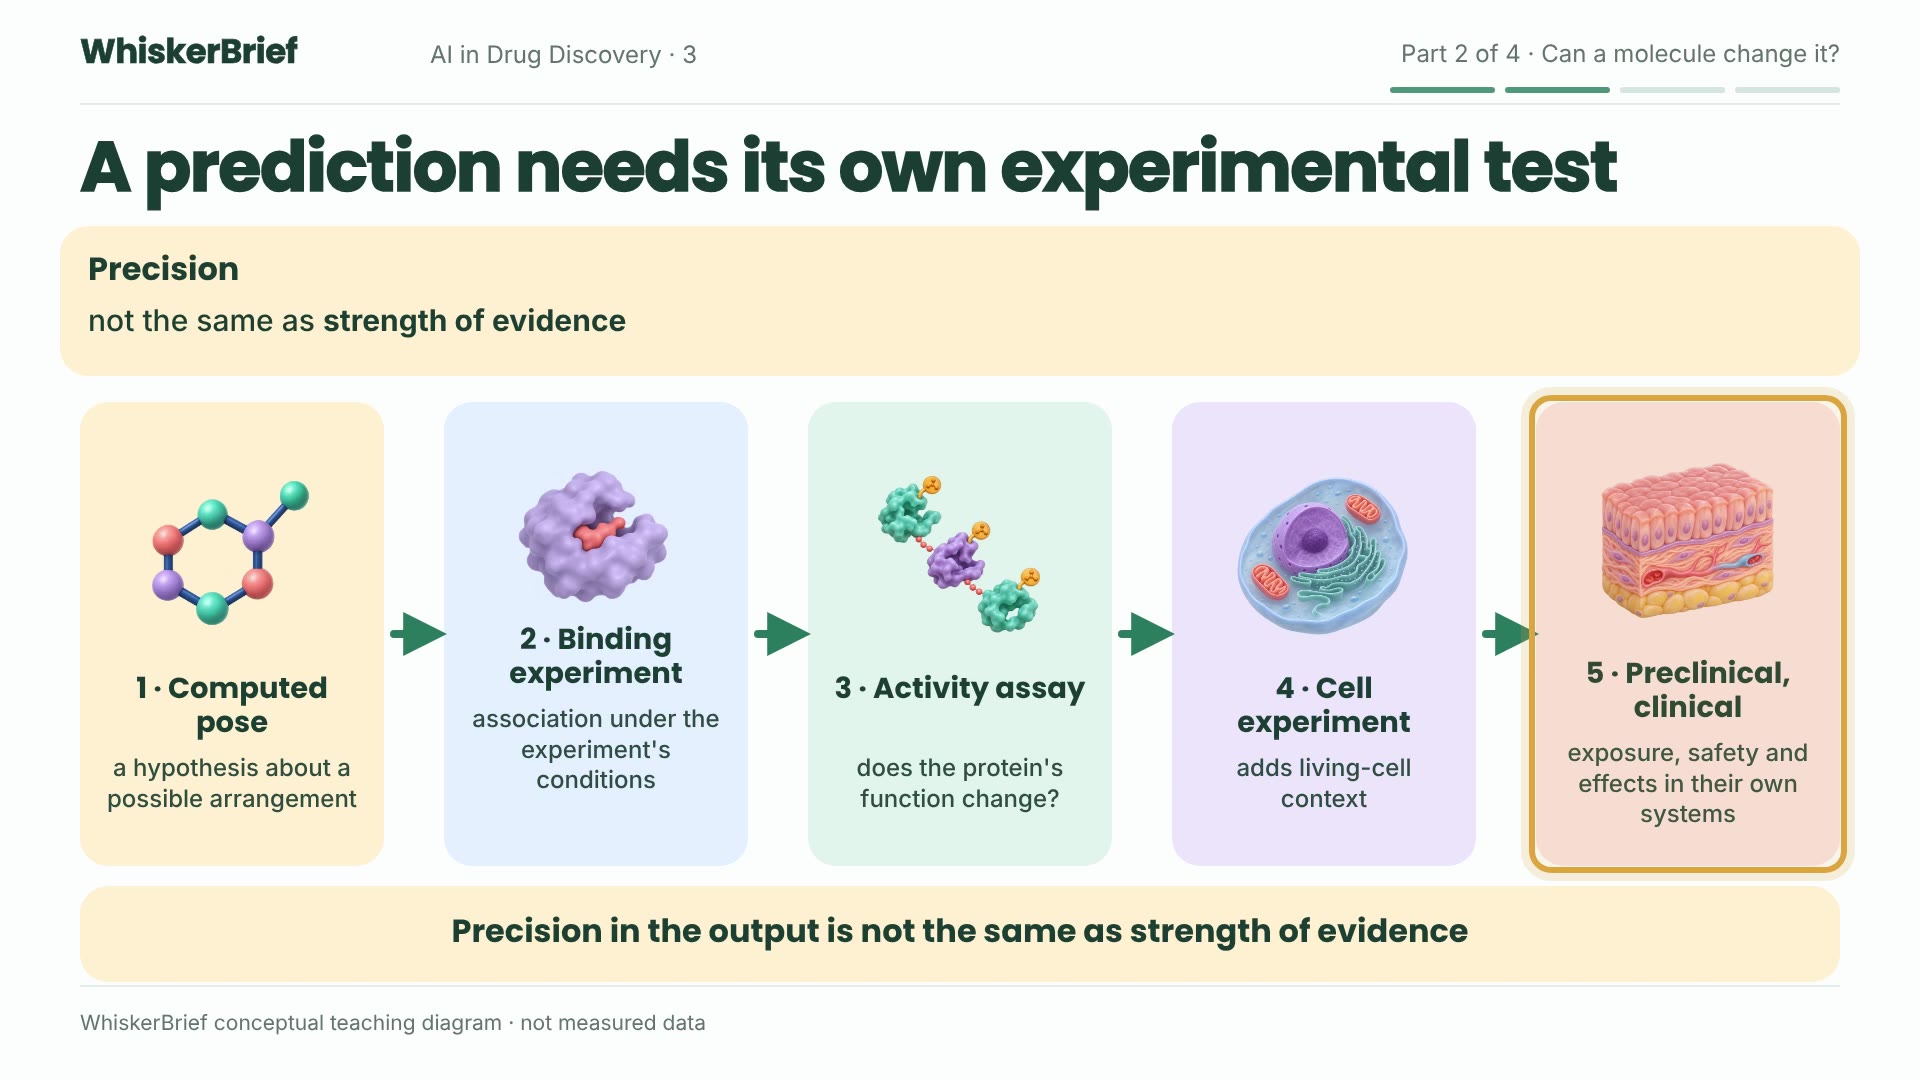 WhiskerBrief
AI in Drug Discovery · 3
Part 2 of 4 · Can a molecule change it?
A prediction needs its own experimental test
Precision
not the same as strength of evidence
1 · Computed
pose
a hypothesis about a
possible arrangement
2 · Binding
experiment
association under the
experiment's
conditions
3 · Activity assay
does the protein's
function change?
4 · Cell
experiment
adds living-cell
context
5 · Preclinical,
clinical
exposure, safety and
effects in their own
systems
Precision in the output is not the same as strength of evidence
WhiskerBrief conceptual teaching diagram · not measured data